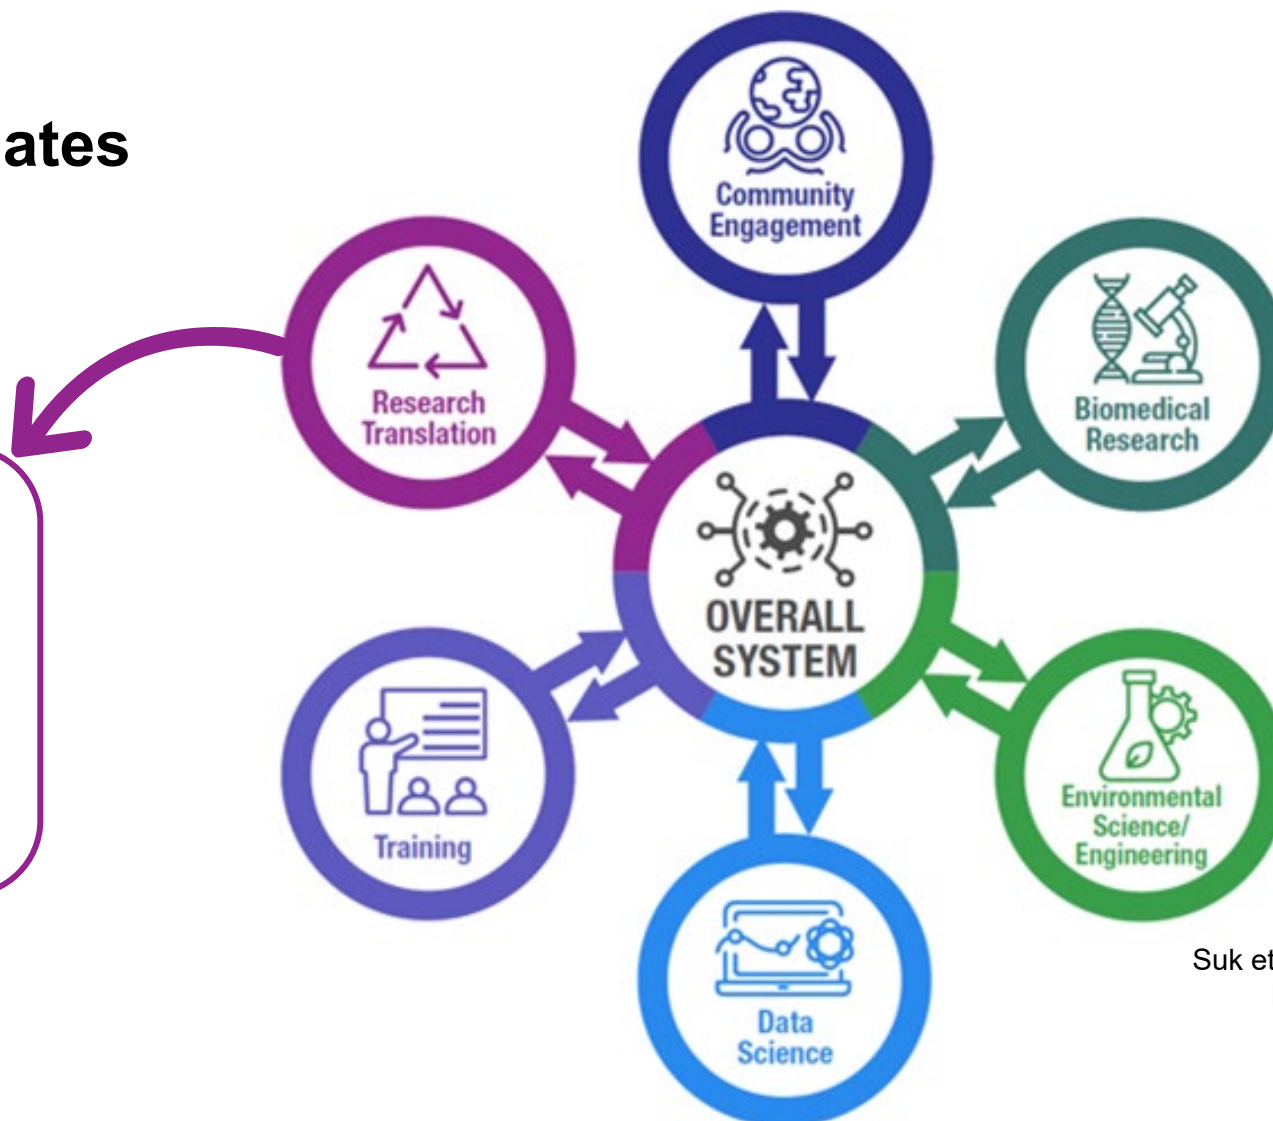 ates
Community
Engagement
Research
Translation
Biomedical
Research
OVERALL
SYSTEM
Training
Environmental
Science/
Engineering
Data
Science
Suk et